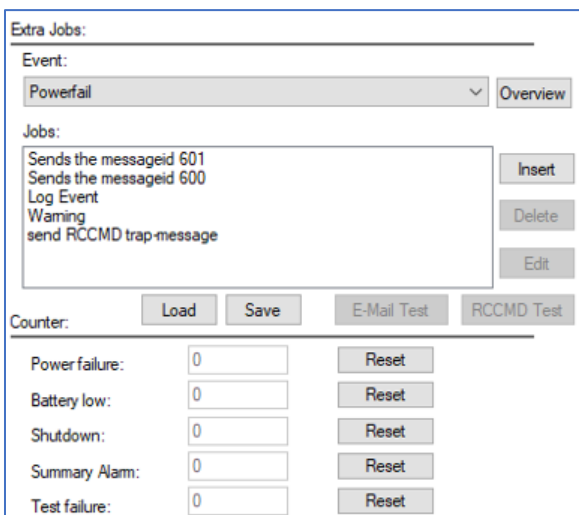 Extra Jobs:
Event:
Powerfail Overview
Jobs:
Sends the messageid 601
Sends the messageid 600
Log Event
Warning
send RCCMD trap-message
Insert
Delete
Edit
Load Save E-Mail Test RCCMD Test
Counter:
Power failure: 0 Reset
Battery low: 0 Reset
Shutdown: 0 Reset
Summary Alarm: 0 Reset
Test failure: 0 Reset